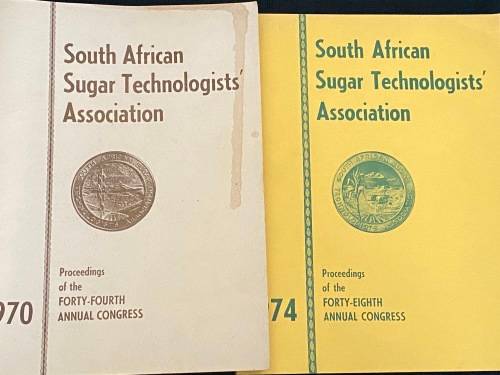 South African
Sugar Technologists'
Association
Proceedings
of the
FORTY-FOURTH
ANNUAL CONGRESS
970
South African
Sugar Technologists'
Association
Proceedings
of the
FORTY-EIGHTH
ANNUAL CONGRESS
74